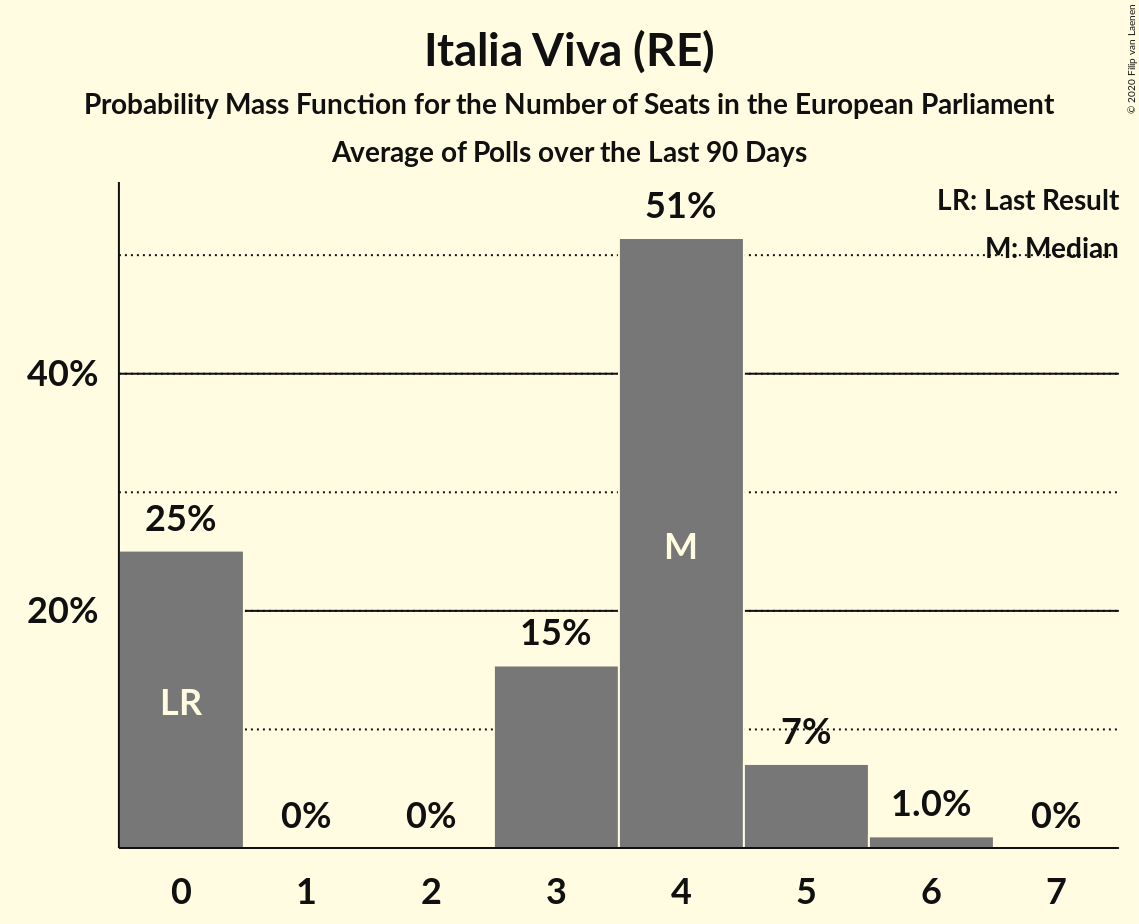 Italia Viva (RE)
Probability Mass Function for the Number of Seats in the European Parliament
Average of Polls over the Last 90 Days
© 2020 Filip van Laenen
LR: Last Result
M: Median
51%
40%
25%
20%
15%
7%
1.0%
0%
0%
0%
M
LR
0 1 2 3 4 5 6 7